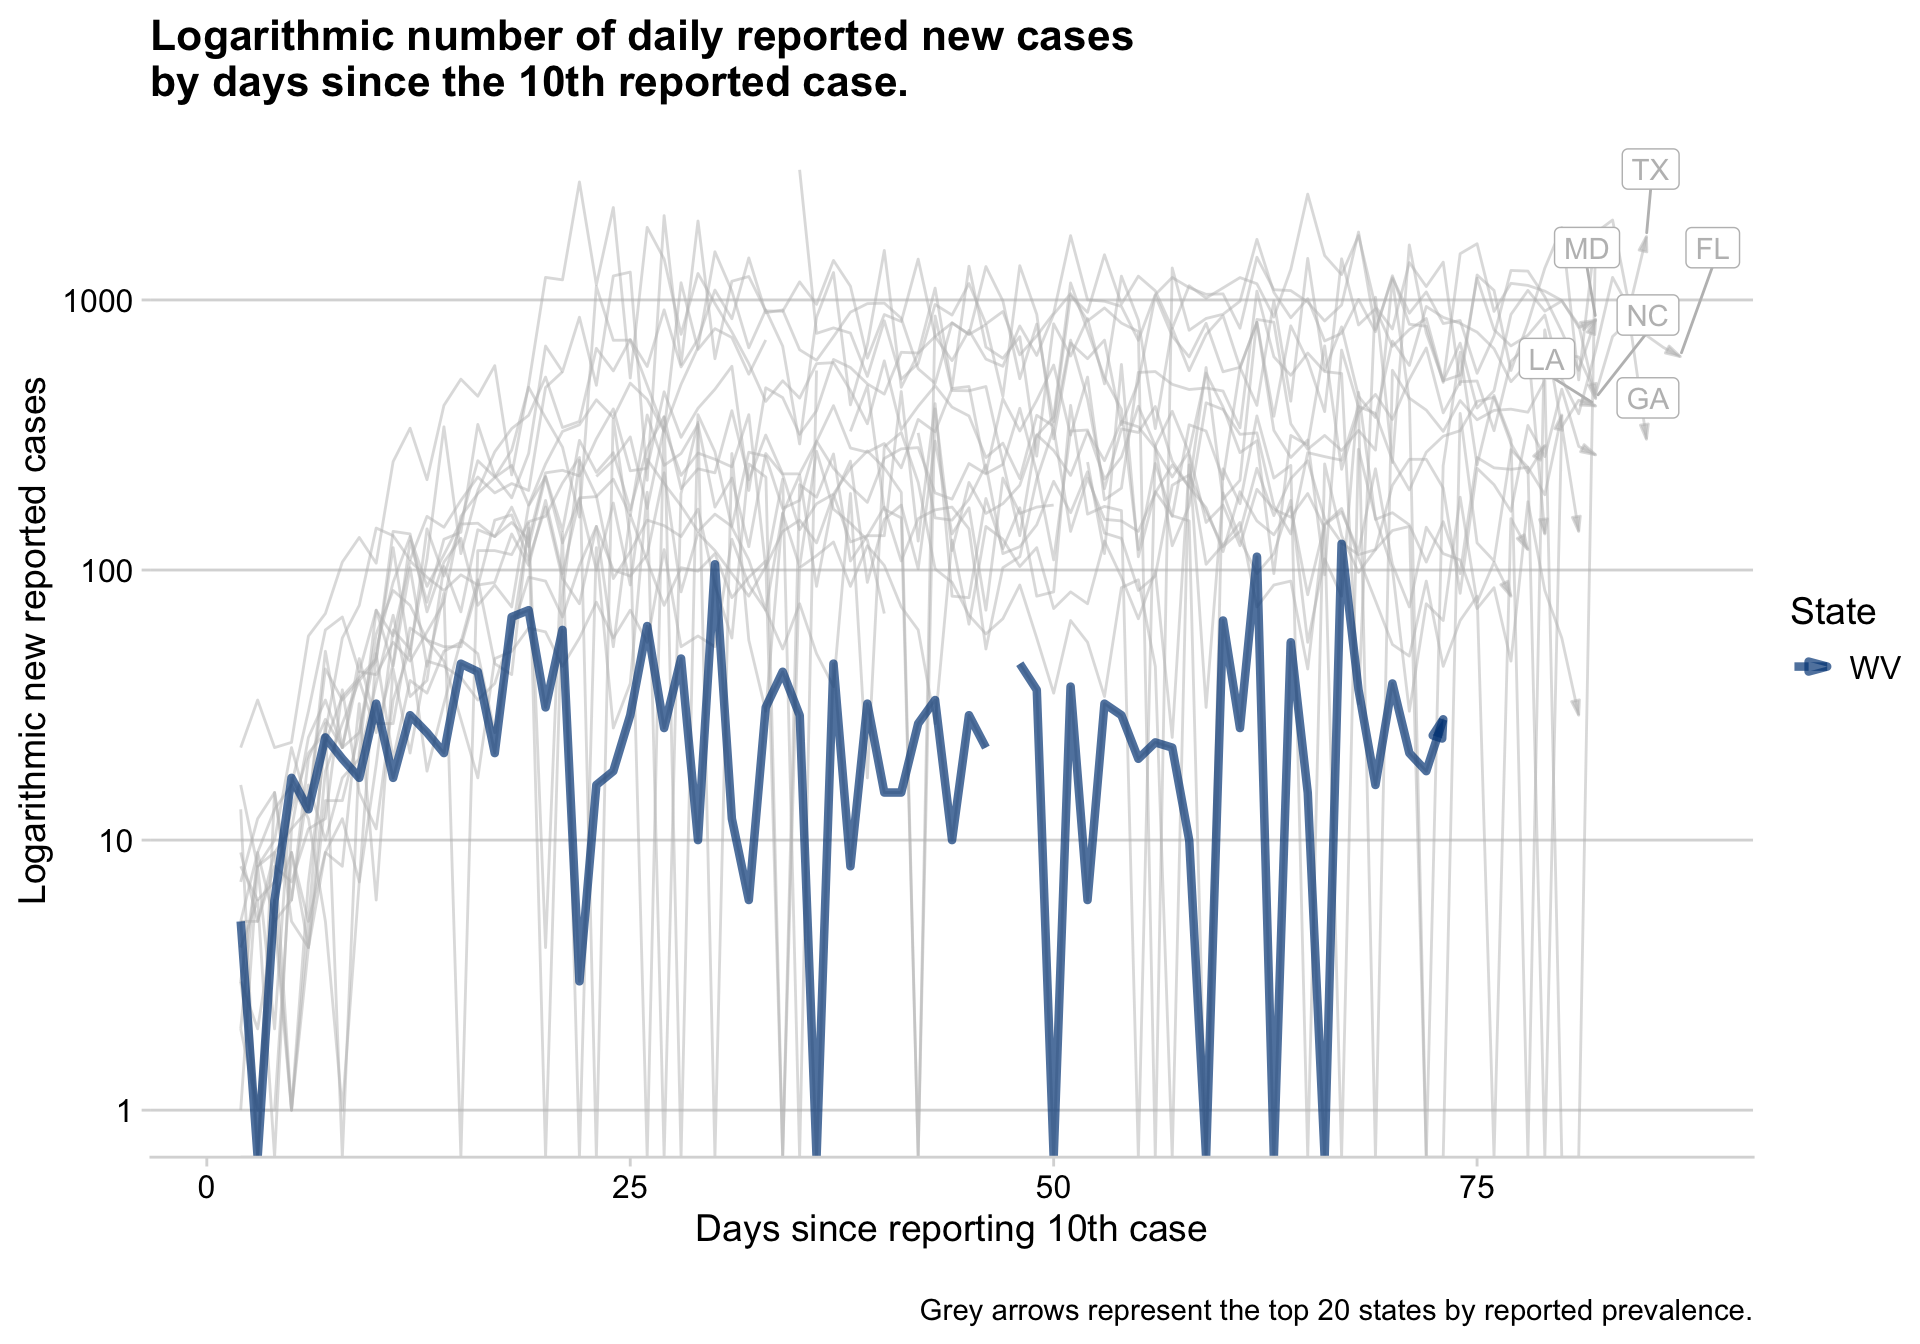 Logarithmic number of daily reported new cases
by days since the 10th reported case.
TX
MD
FL
1000
NC
LA
GA
Logarithmic new reported cases
100
State
WV
10
1
0
25
50
75
Days since reporting 10th case
Grey arrows represent the top 20 states by reported prevalence.